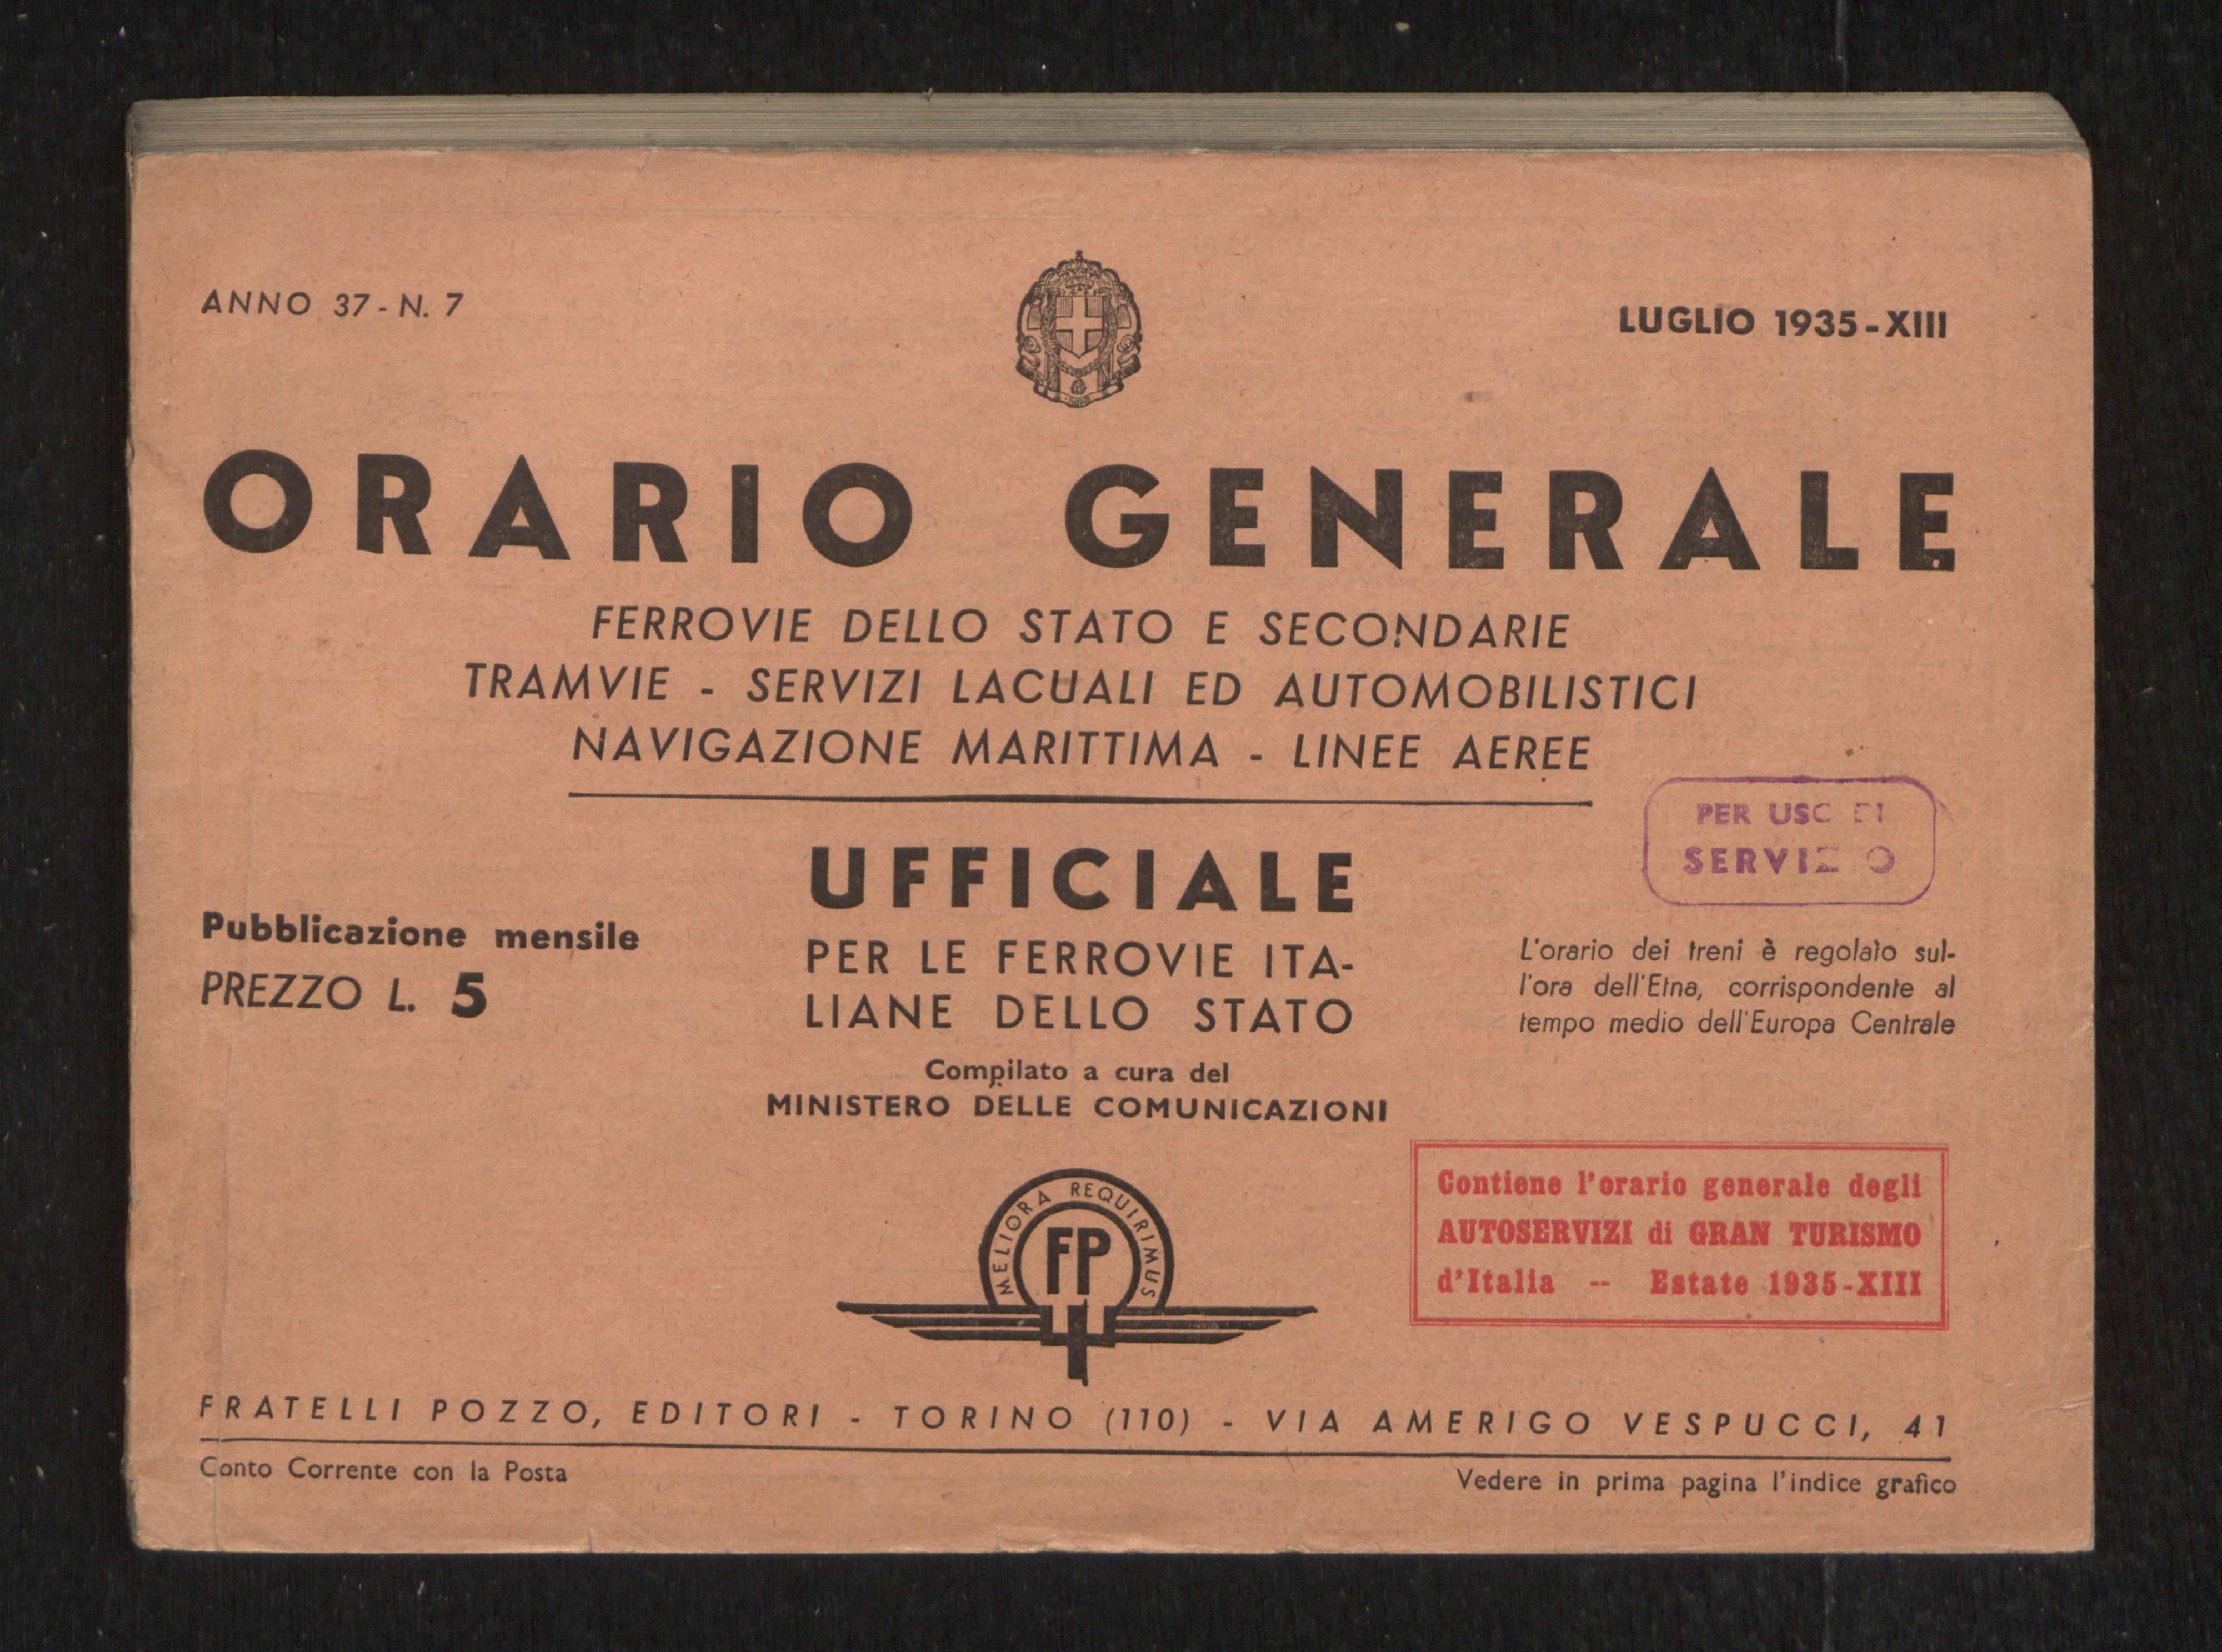 ANNO 37 - N. 7
LUGLIO 1935-XIII
ORARIO GENERALE
FERROVIE DELLO STATO E SECONDARIE
TRAMVIE - SERVIZI LACUALI ED AUTOMOBILISTICI
NAVIGAZIONE MARITTIMA - LINEE AEREE
PER USO DI
SERVIZIO
UFFICIALE
PER LE FERROVIE ITA-
LIANE DELLO STATO
Pubblicazione mensile
PREZZO L. 5
L'orario dei treni è regolato sul-
l'ora dell'Etna, corrispondente al
tempo medio dell'Europa Centrale
Compilato a cura del
MINISTERO DELLE COMUNICAZIONI
MELIORA REQUIRIMUS
FP
Contiene l'orario generale degli
AUTOSERVIZI di GRAN TURISMO
d'Italia -- Estate 1935-XIII
FRATELLI POZZO, EDITORI - TORINO (110) - VIA AMERIGO VESPUCCI, 41
Conto Corrente con la Posta
Vedere in prima pagina l'indice grafico